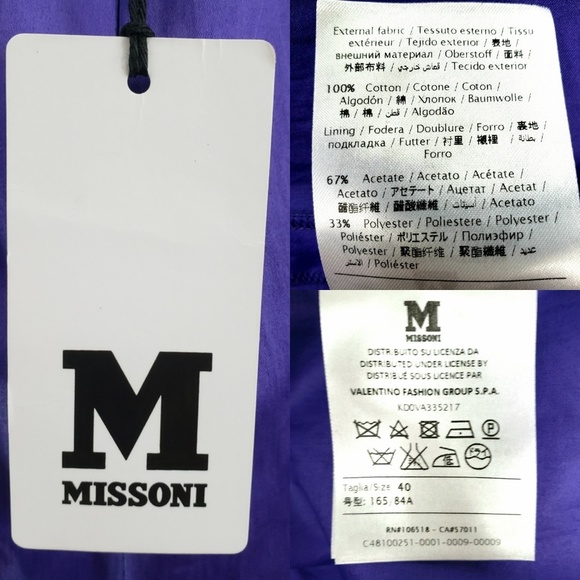 M
MISSONI
External fabric / Tessuto esterno / Tissu
extérieur / Tejido exterior / 表地 /
внешний материал / Oberstoff / 面料 /
外部布料 / قماش خارجي / Tecido exterior
100% Cotton / Cotone / Coton /
Algodón / 綿 / Хлопок / Baumwolle /
棉 / 棉 / قطن / Algodão
Lining / Fodera / Doublure / Forro / 裏地 /
подкладка / Futter / 衬里 / 襯裡 / بطانة /
Forro
67% Acetate / Acetato / Acétate /
Acetato / アセテート / Ацетат / Acetat /
醋酯纤维 / 醋酸纖維 / أسيتات / Acetato
33% Polyester / Poliestere / Polyester /
Poliéster / ポリエステル / Полиэфир /
Polyester / 聚酯纤维 / 聚酯纖維 / عديد
الاستر / Poliéster
M
MISSONI
DISTRIBUITO SU LICENZA DA
DISTRIBUTED UNDER LICENSE BY
DISTRIBUÉ SOUS LICENCE PAR
VALENTINO FASHION GROUP S.P.A.
KD0VA335217
P
ドライ
Taglia/Size 40
号型: 165/84A
RN#106518 - CA#57011
C48100251-0001-0009-00009